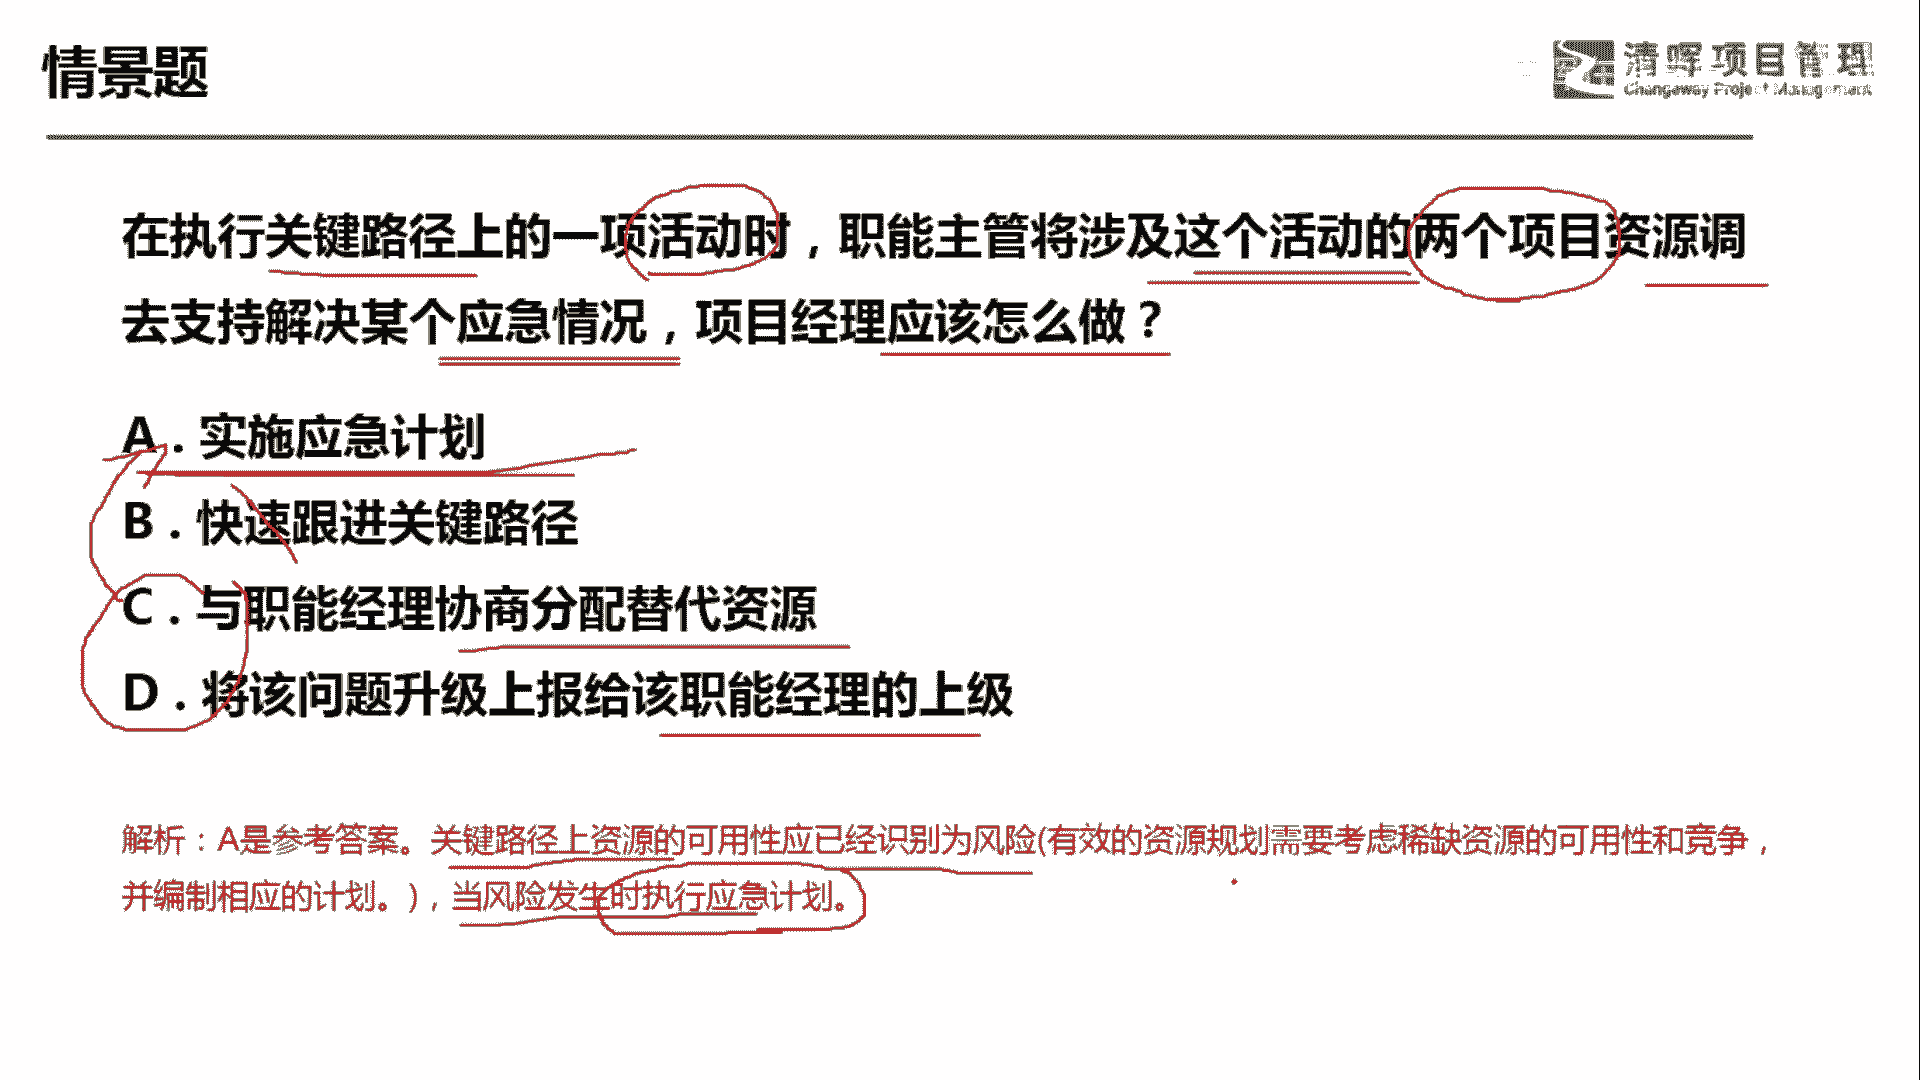 情景题
清晖项目管理
Changeway Project Management
在执行关键路径上的一项活动时，职能主管将涉及这个活动的两个项目资源调
去支持解决某个应急情况，项目经理应该怎么做？
A . 实施应急计划
B . 快速跟进关键路径
C . 与职能经理协商分配替代资源
D . 将该问题升级上报给该职能经理的上级
解析：A是参考答案。关键路径上资源的可用性应已经识别为风险(有效的资源规划需要考虑稀缺资源的可用性和竞争，
并编制相应的计划。)，当风险发生时执行应急计划。